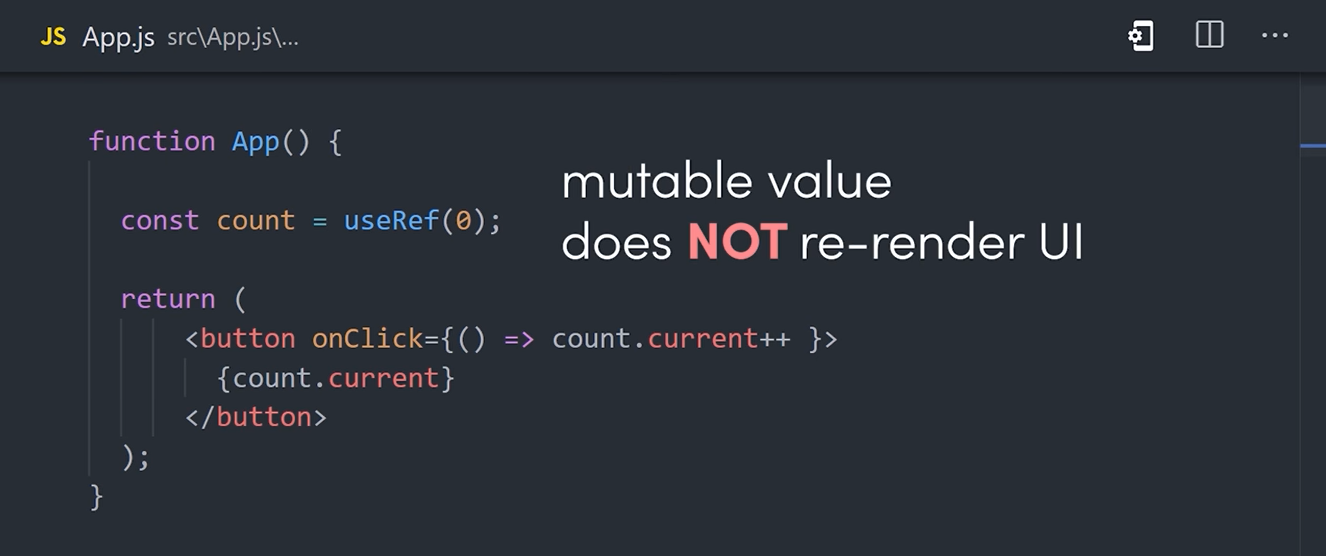 JS App.js src\App.js\...
function App() {
mutable value
const count = useRef(0);
does NOT re-render UI
return (
<button onClick={() => count.current++ }>
{count.current}
</button>
);
}